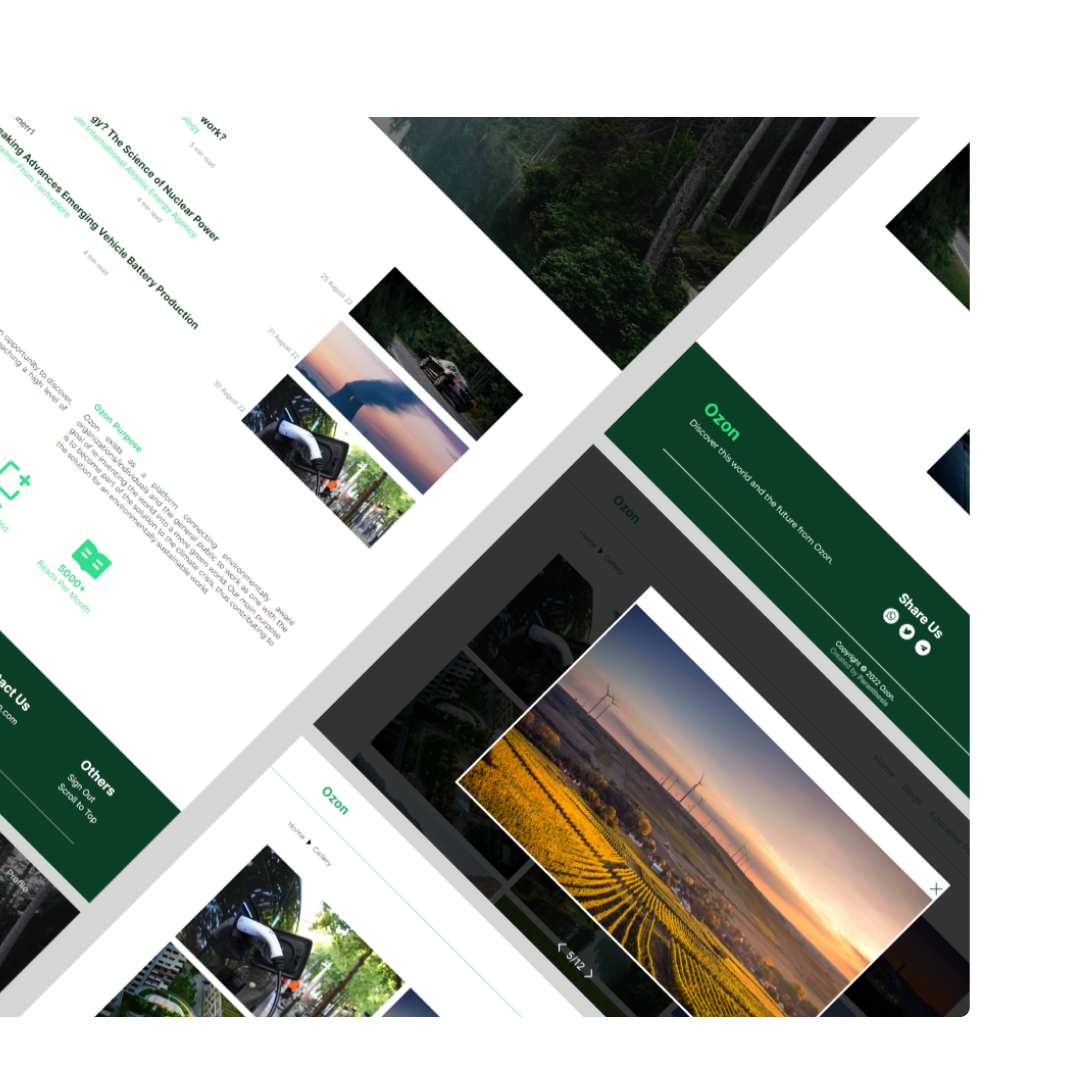 work?
5 min read
gy? The Science of Nuclear Power
om International Atomic Energy Agency
4 min read
aking Advances Emerging Vehicle Battery Production
From Techxplore
4 min read
26 August 22
21 August 22
30 August 22
n opportunity to discover,
reaching a high level of
Ozon Purpose
Ozon exists as a platform connecting environmentally aware
organizations/individuals and the general public to work as one with the
goal of re-inventing the world into a more green world. Our main purpose
is to become part of the solution to the climate crisis, thus contributing to
the solution for an environmentally sustainable world.
5000+
Reads Per Month
act Us
n.com
Others
Sign Out
Scroll to Top
Profile
Ozon
Discover this world and the future from Ozon.
Share Us
Copyright © 2022 Ozon.
Created by Parenthesis
Ozon
Home
Blogs
Educative
Home
Gallery
5/12
Ozon
Home
Gallery